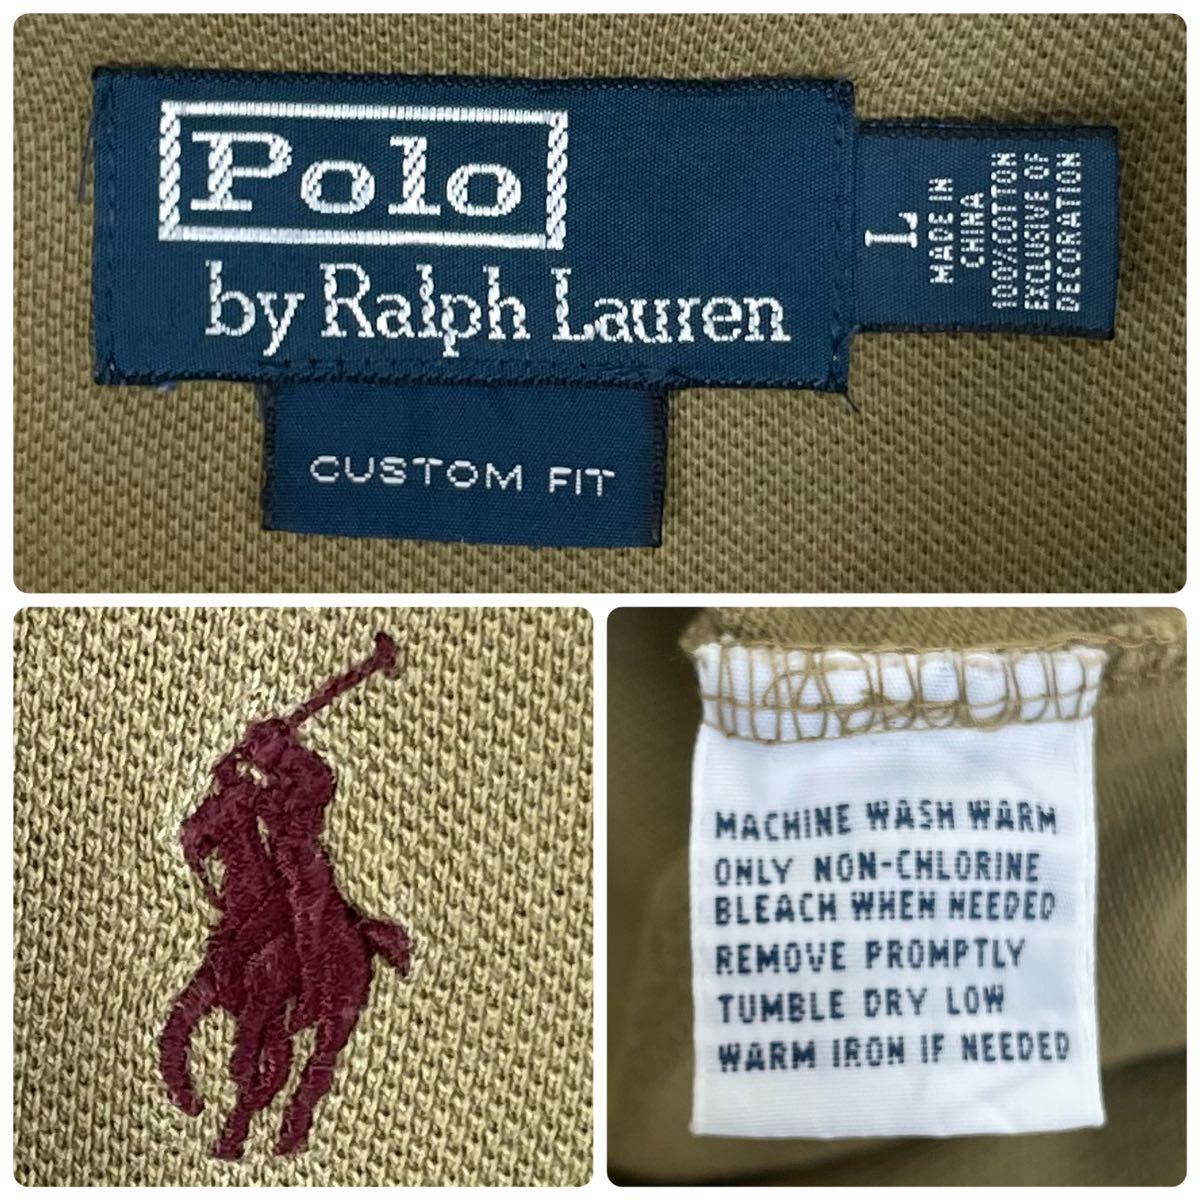 Polo
by Ralph Lauren
CUSTOM FIT
L
MADE IN
CHINA
100% COTTON
EXCLUSIVE OF
DECORATION
MACHINE WASH WARM
ONLY NON-CHLORINE
BLEACH WHEN NEEDED
REMOVE PROMPTLY
TUMBLE DRY LOW
WARM IRON IF NEEDED